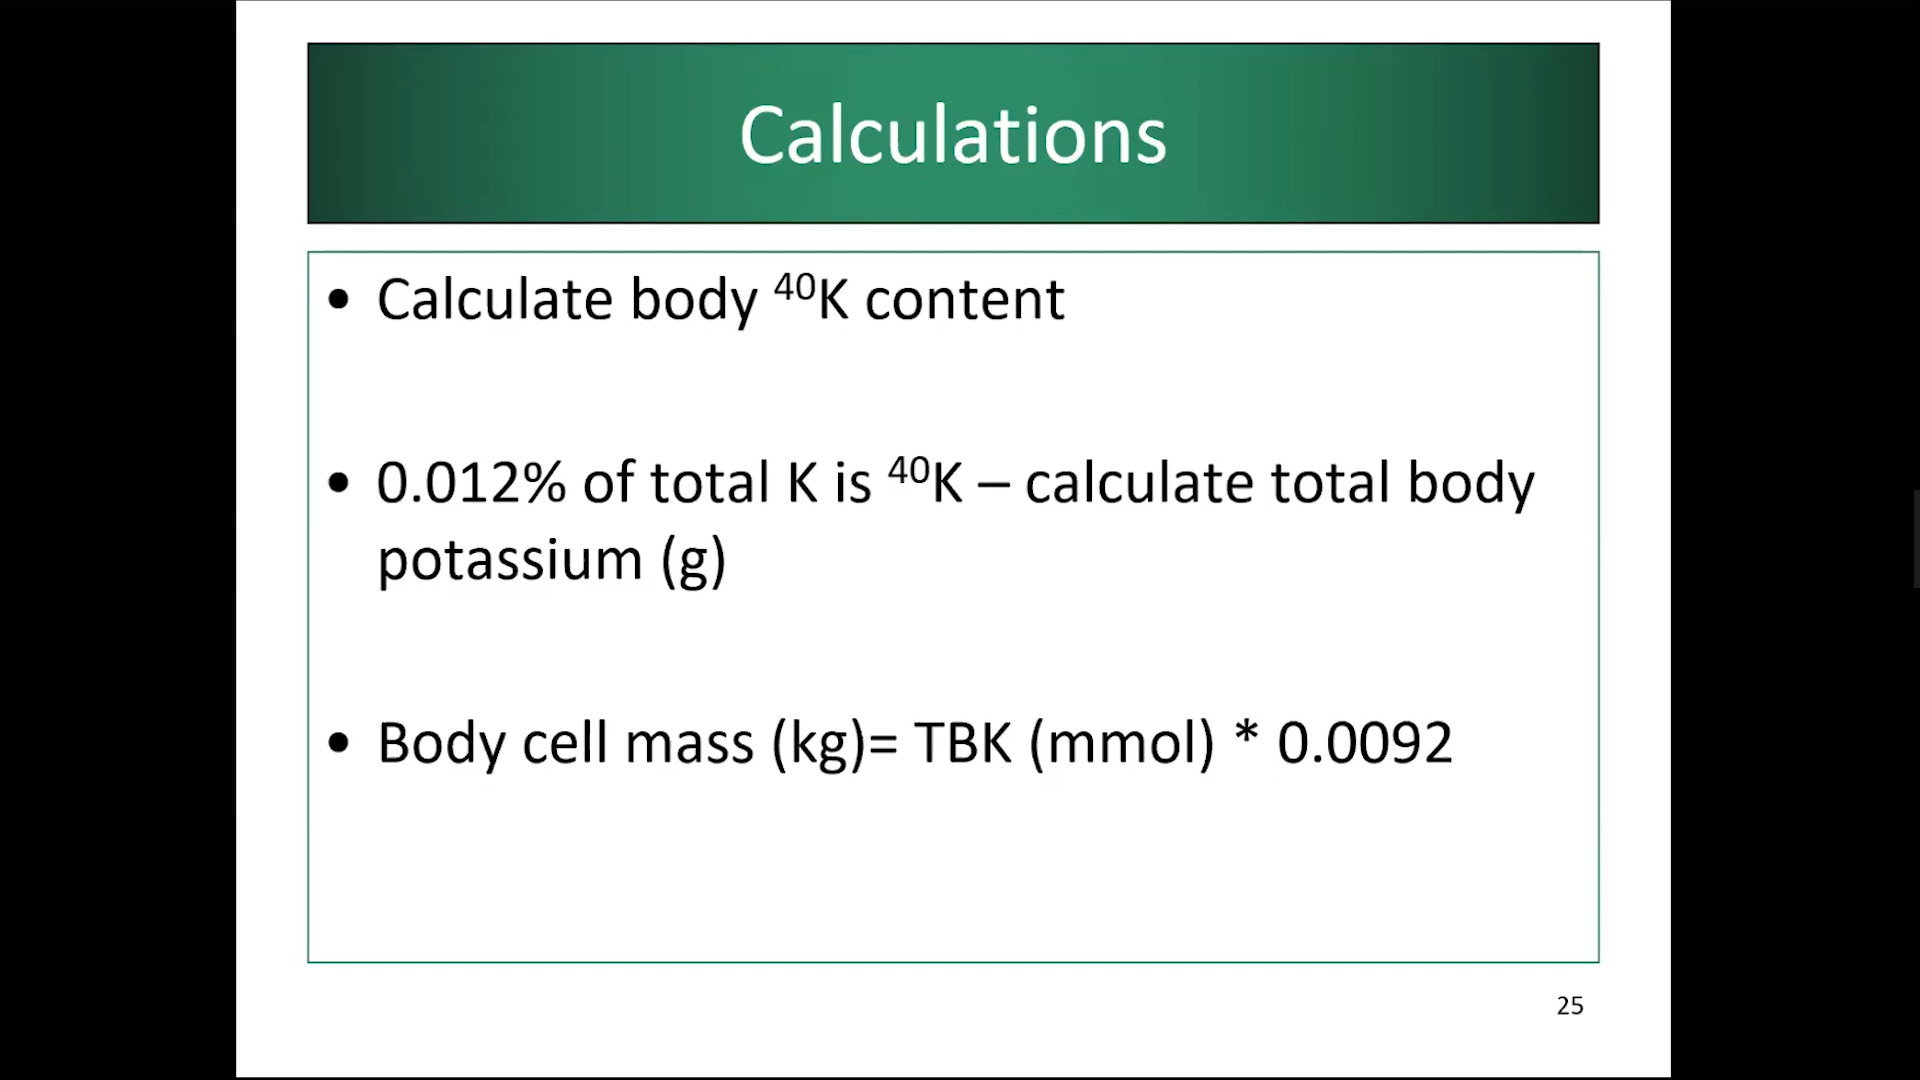 Calculations
• Calculate body ⁴⁰K content
• 0.012% of total K is ⁴⁰K – calculate total body
potassium (g)
• Body cell mass (kg)= TBK (mmol) * 0.0092
25